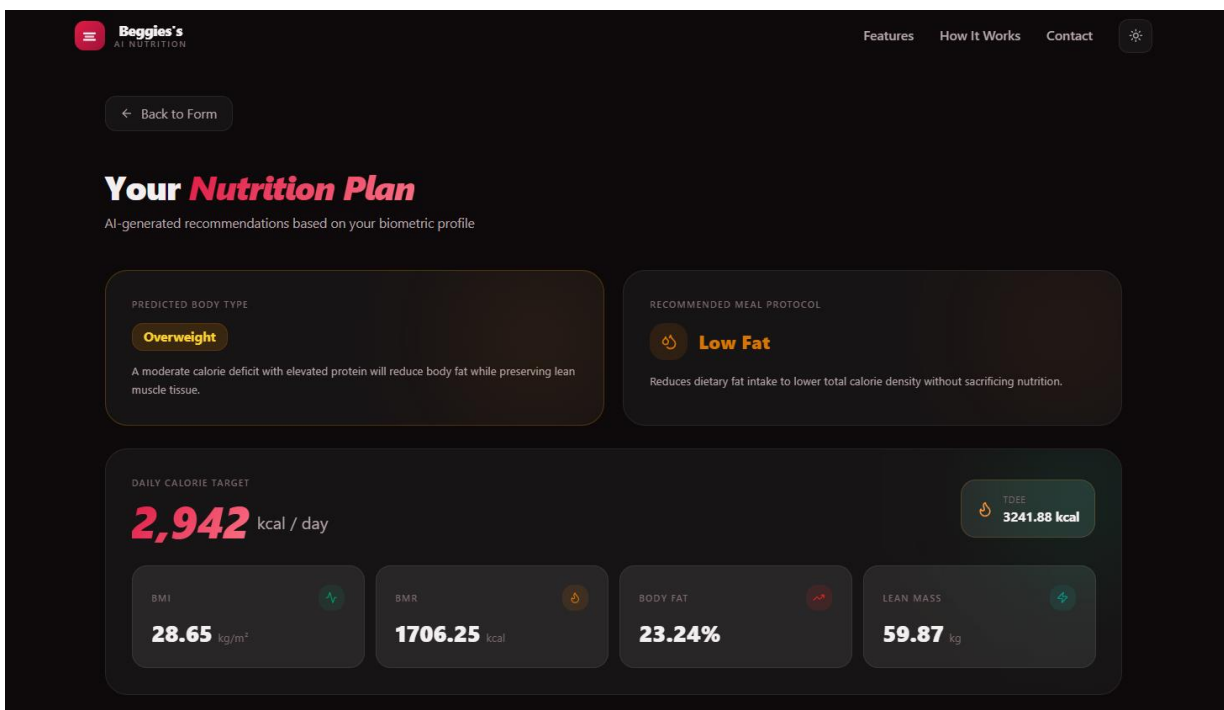 Beggies's
AI NUTRITION
Features
How It Works
Contact
Back to Form
Your Nutrition Plan
AI-generated recommendations based on your biometric profile
PREDICTED BODY TYPE
Overweight
A moderate calorie deficit with elevated protein will reduce body fat while preserving lean
muscle tissue.
RECOMMENDED MEAL PROTOCOL
Low Fat
Reduces dietary fat intake to lower total calorie density without sacrificing nutrition.
DAILY CALORIE TARGET
2,942 kcal / day
TDEE
3241.88 kcal
BMI
28.65 kg/m²
BMR
1706.25 kcal
BODY FAT
23.24%
LEAN MASS
59.87 kg